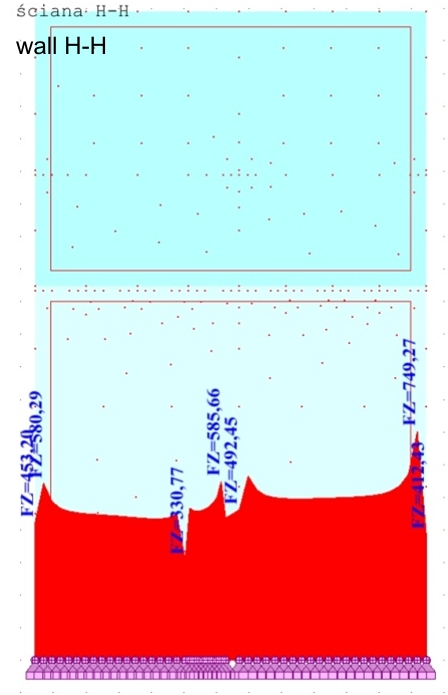 ściana H-H
wall H-H
FZ=453,20
FZ=580,29
FZ=330,77
FZ=585,66
FZ=492,45
FZ=749,27